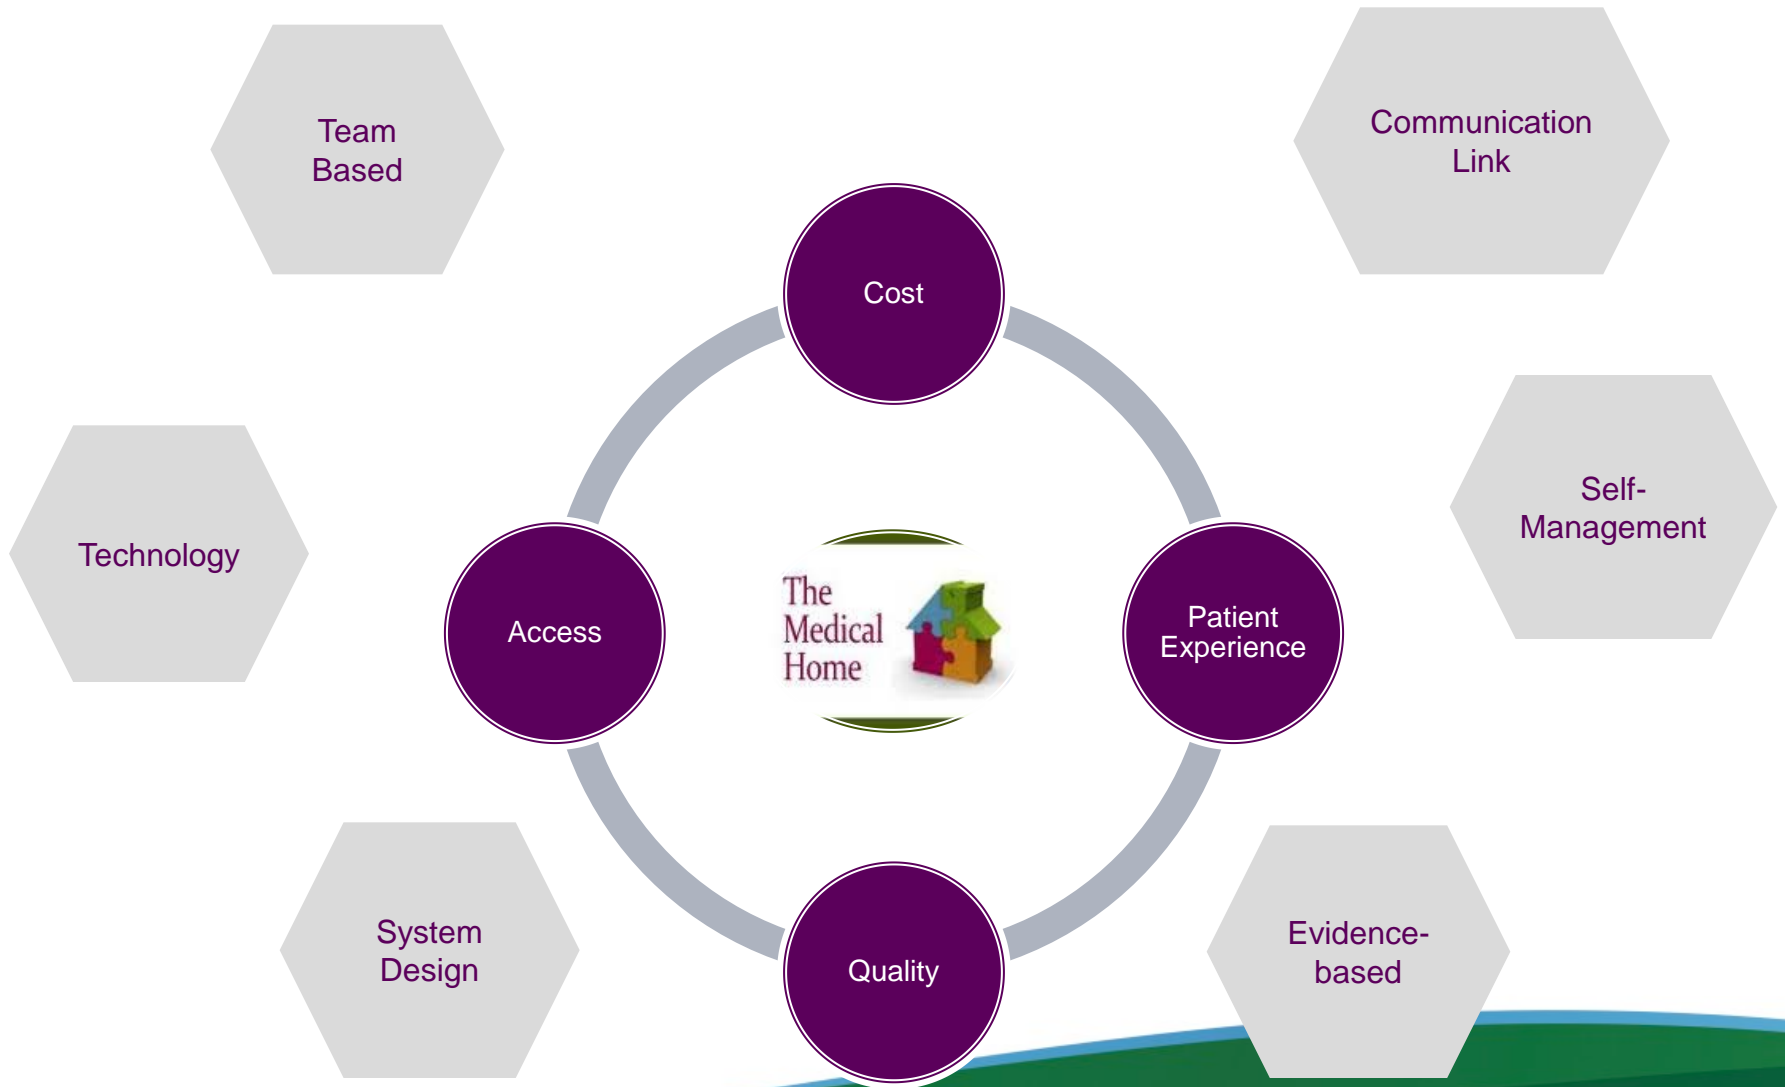 Team
Based
Communication
Link
Cost
Technology
Self-
Management
Access
The
Medical
Home
Patient
Experience
System
Design
Quality
Evidence-
based